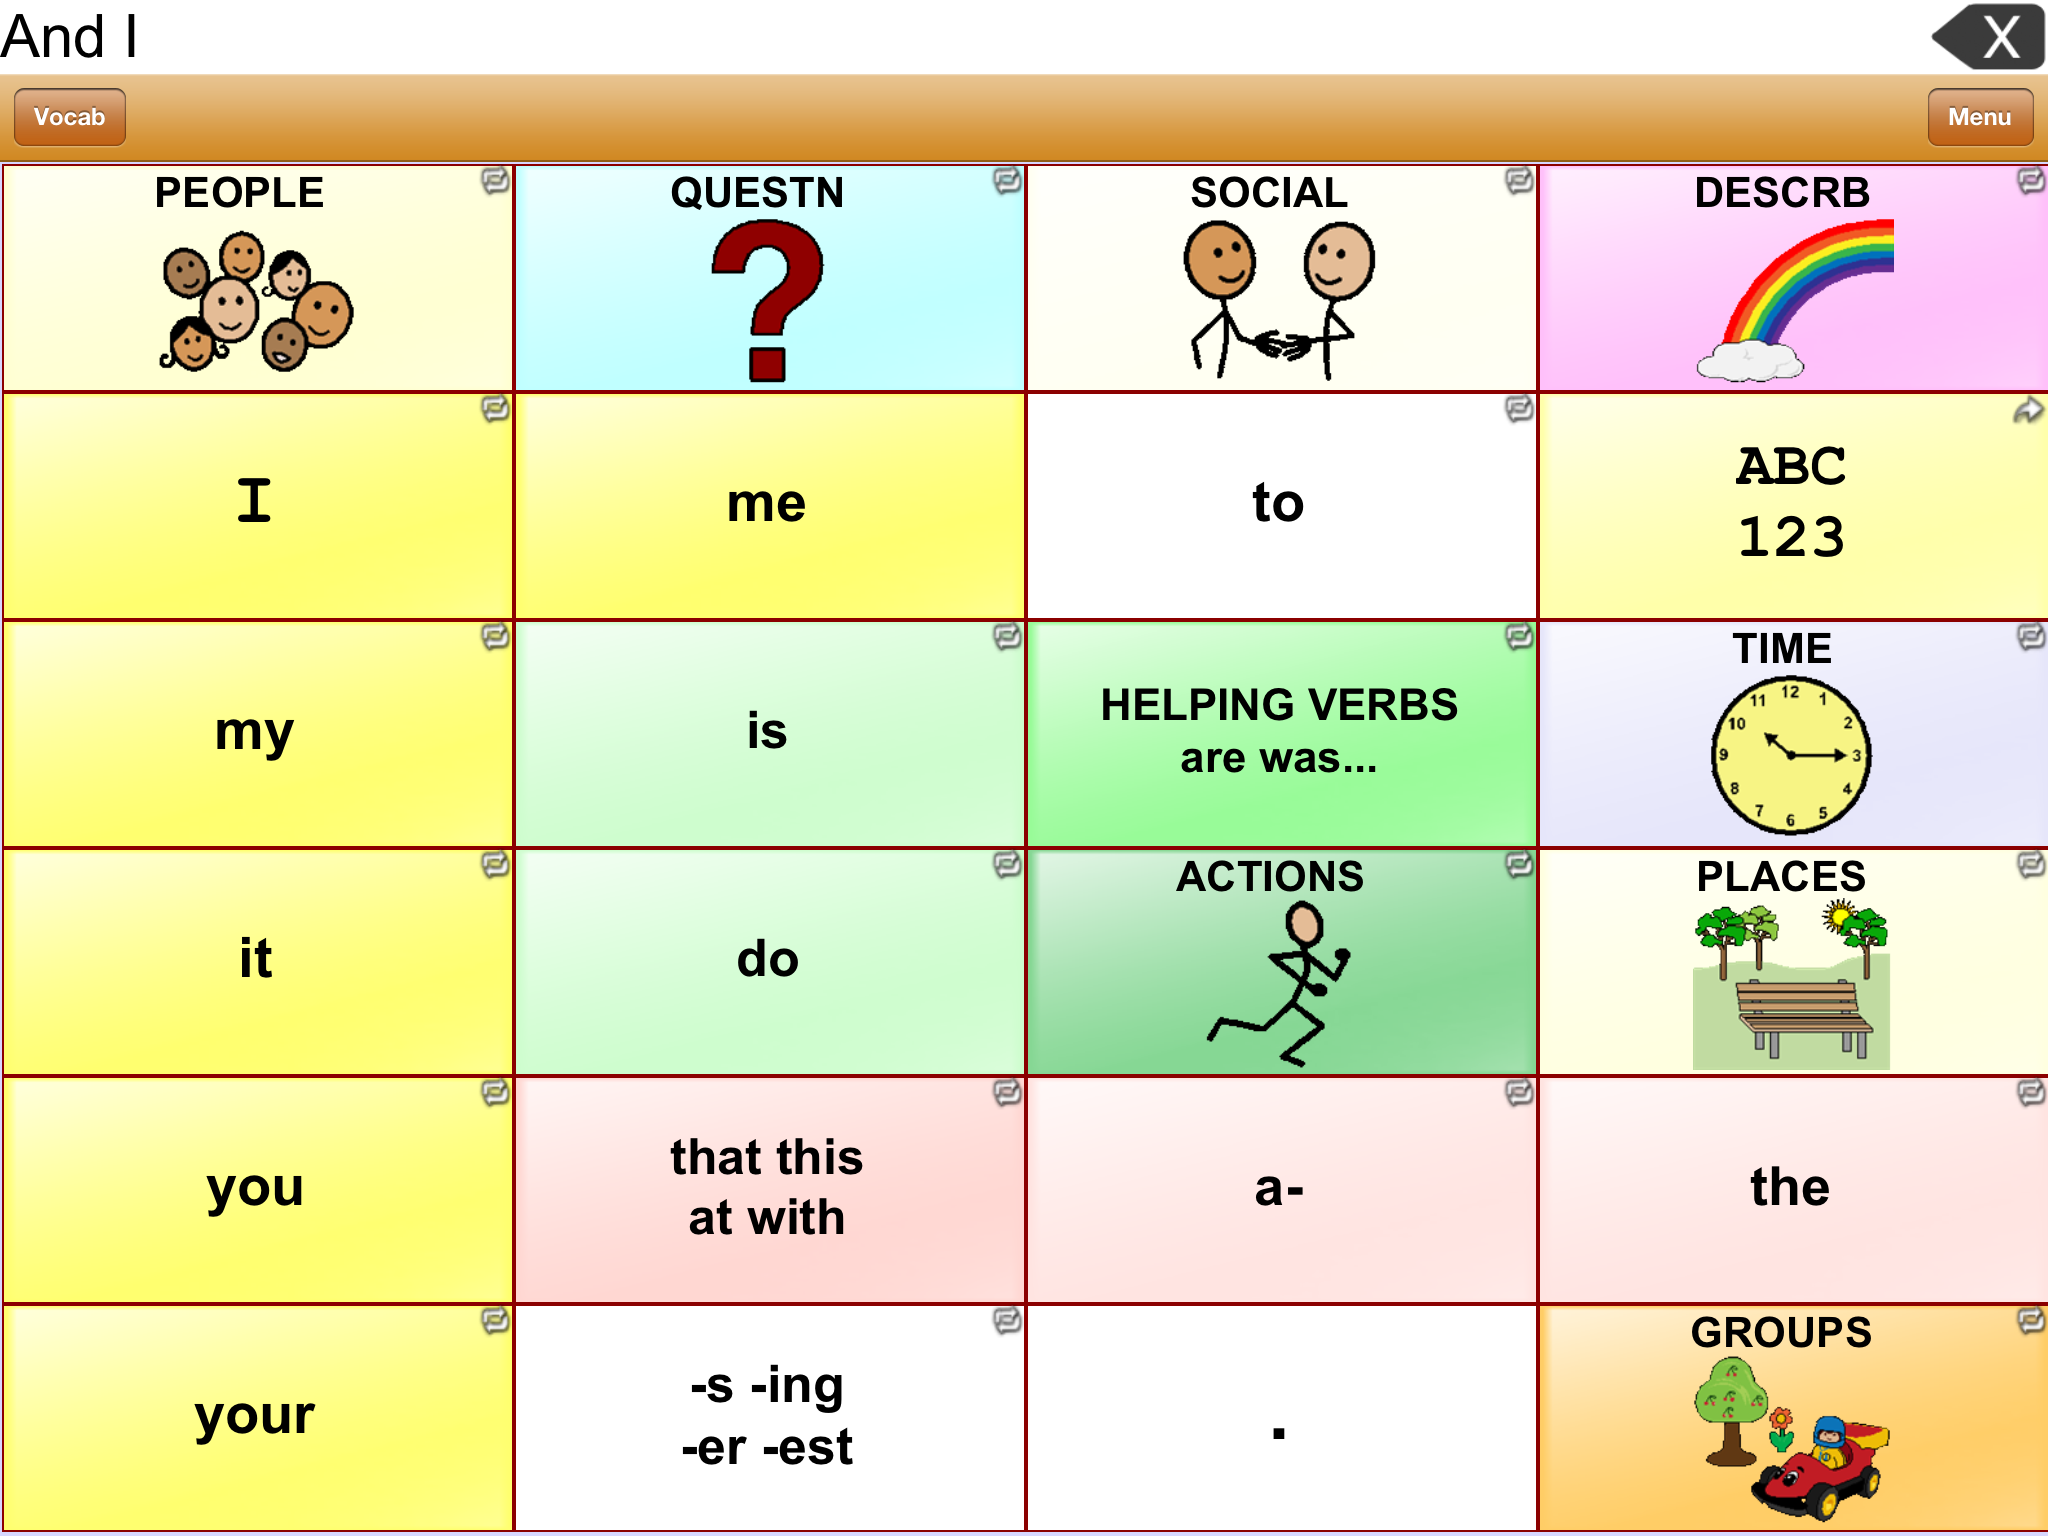 And I
X
Vocab
Menu
PEOPLE
QUESTN
?
SOCIAL
DESCRB
I
me
to
ABC
123
my
is
HELPING VERBS
are was...
TIME
12
1
2
3
4
5
6
7
8
9
10
11
it
do
ACTIONS
PLACES
you
that this
at with
a-
the
your
-s -ing
-er -est
.
GROUPS